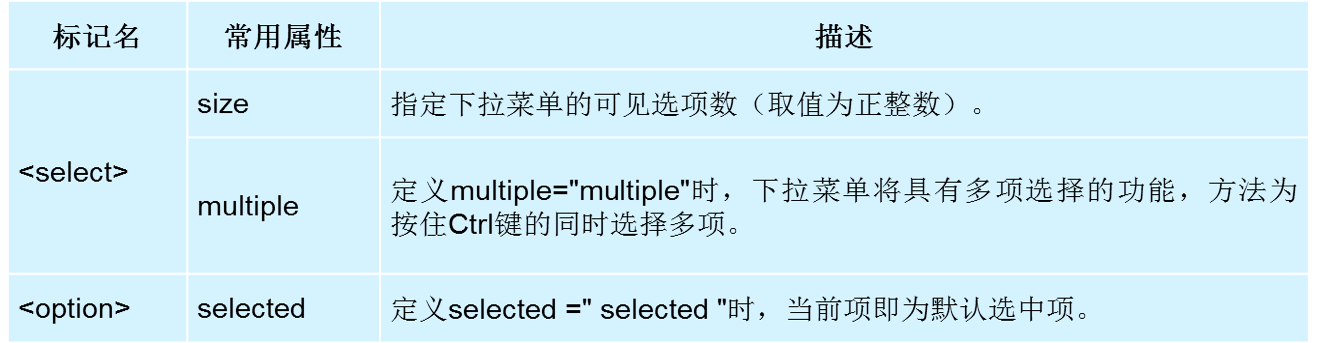 标记名 常用属性 描述
<select>
size 指定下拉菜单的可见选项数（取值为正整数）。
multiple 定义multiple="multiple"时，下拉菜单将具有多项选择的功能，方法为
按住Ctrl键的同时选择多项。
<option> selected 定义selected =" selected "时，当前项即为默认选中项。